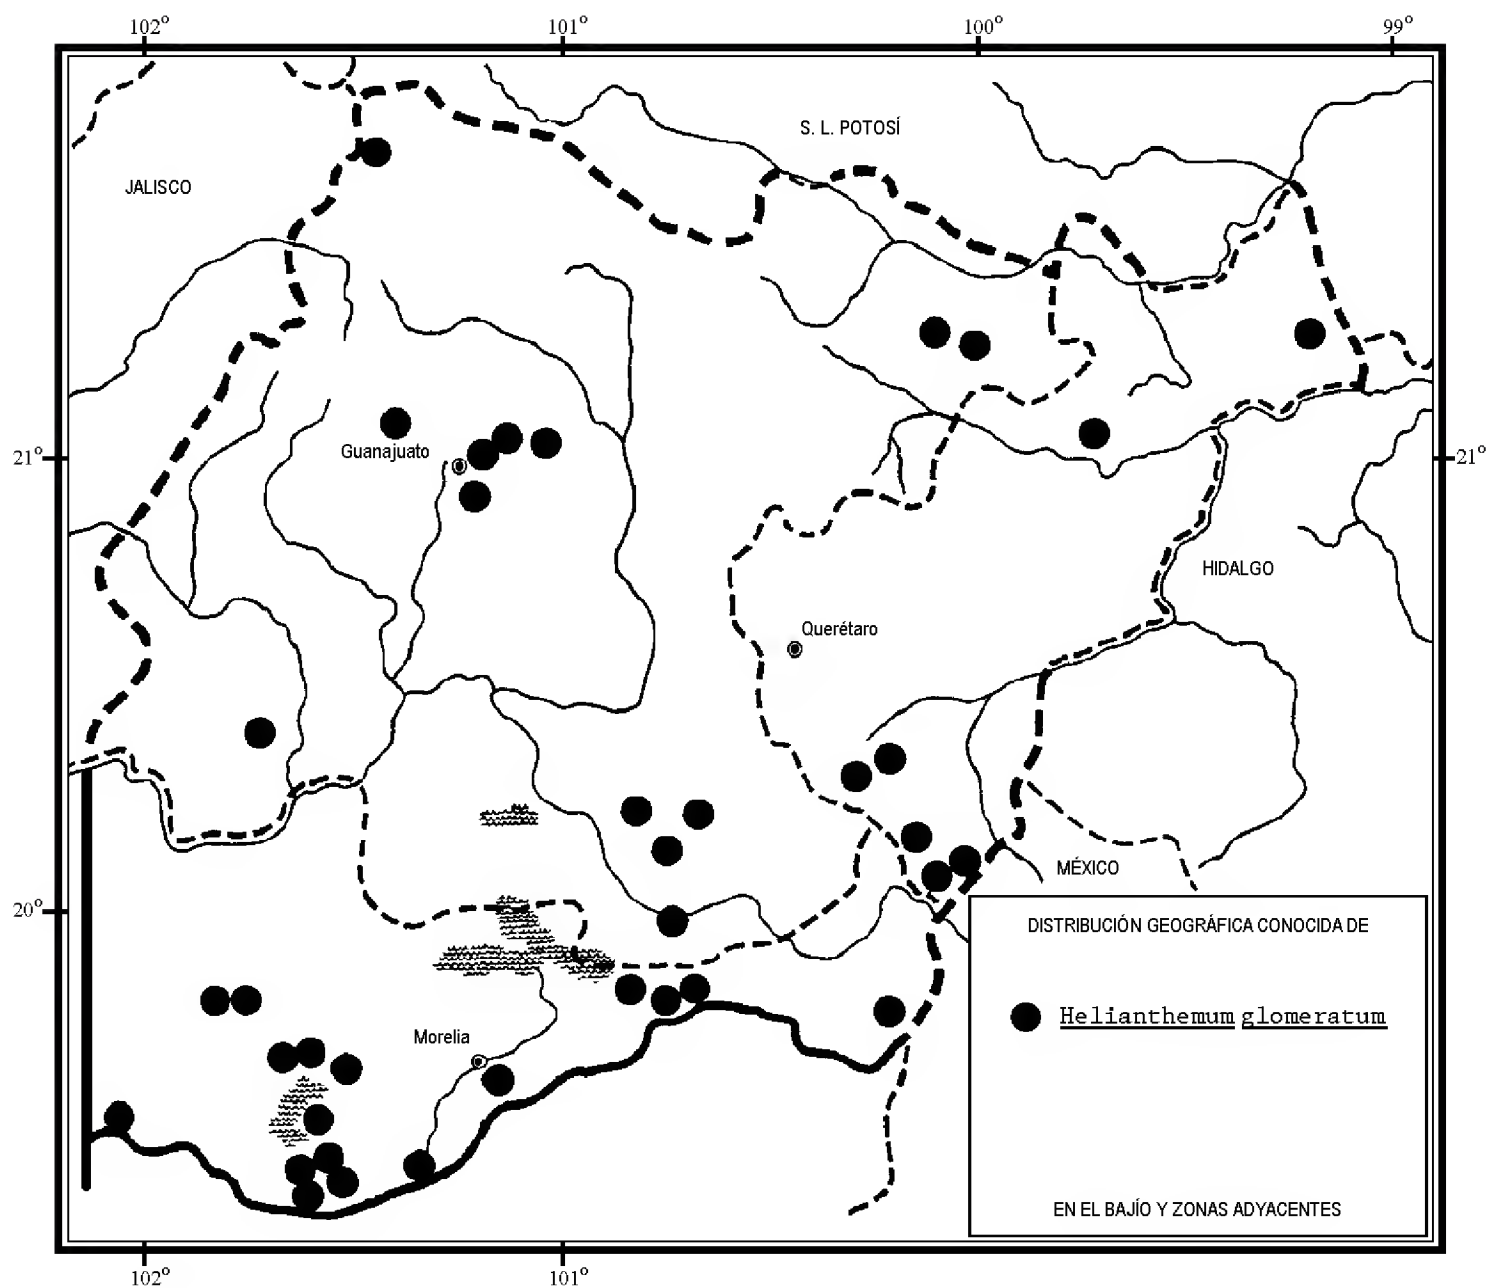 102° 101° 100° 99°
S. L. POTOSÍ
JALISCO
Guanajuato
21° 21°
HIDALGO
Querétaro
MÉXICO
20°
DISTRIBUCIÓN GEOGRÁFICA CONOCIDA DE
Helianthemum glomeratum
Morelia
EN EL BAJÍO Y ZONAS ADYACENTES
102° 101°